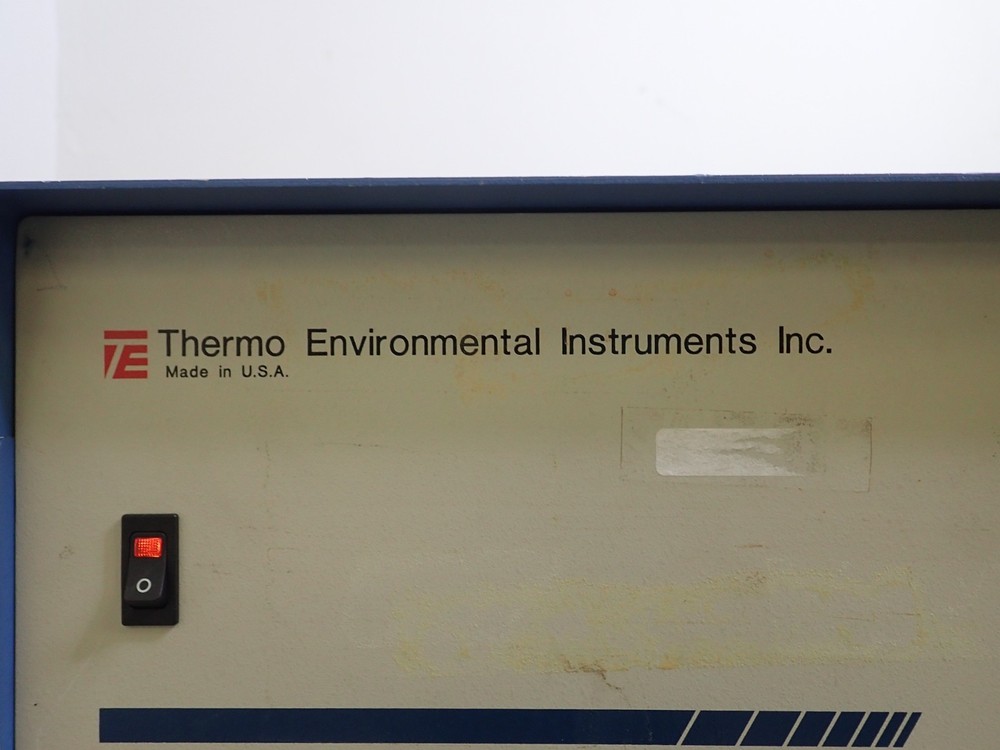 TE Thermo Environmental Instruments Inc.
Made in U.S.A.
O